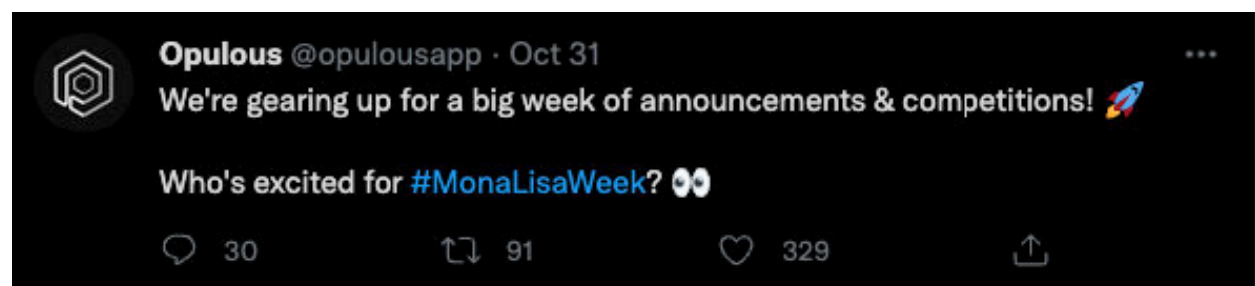 Opulous @opulousapp · Oct 31
We're gearing up for a big week of announcements & competitions! 🚀
Who's excited for #MonaLisaWeek? 👀
30 91 329